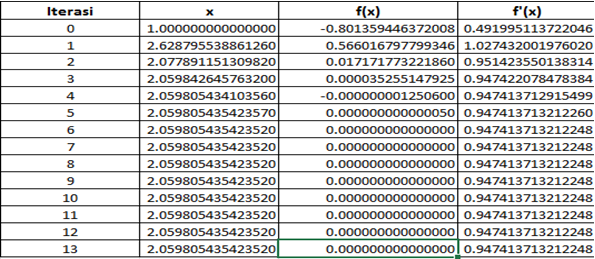 Iterasi x f(x) f'(x)
0 1.000000000000000 -0.801359446372008 0.491995113722046
1 2.628795538861260 0.566016797799346 1.027432001976020
2 2.077891151309820 0.017171773221860 0.951423550138314
3 2.059842645763200 0.000035255147925 0.947422078478384
4 2.059805434103560 -0.000000001250600 0.947413712915499
5 2.059805435423570 0.000000000000050 0.947413713212260
6 2.059805435423520 0.000000000000000 0.947413713212248
7 2.059805435423520 0.000000000000000 0.947413713212248
8 2.059805435423520 0.000000000000000 0.947413713212248
9 2.059805435423520 0.000000000000000 0.947413713212248
10 2.059805435423520 0.000000000000000 0.947413713212248
11 2.059805435423520 0.000000000000000 0.947413713212248
12 2.059805435423520 0.000000000000000 0.947413713212248
13 2.059805435423520 0.000000000000000 0.947413713212248